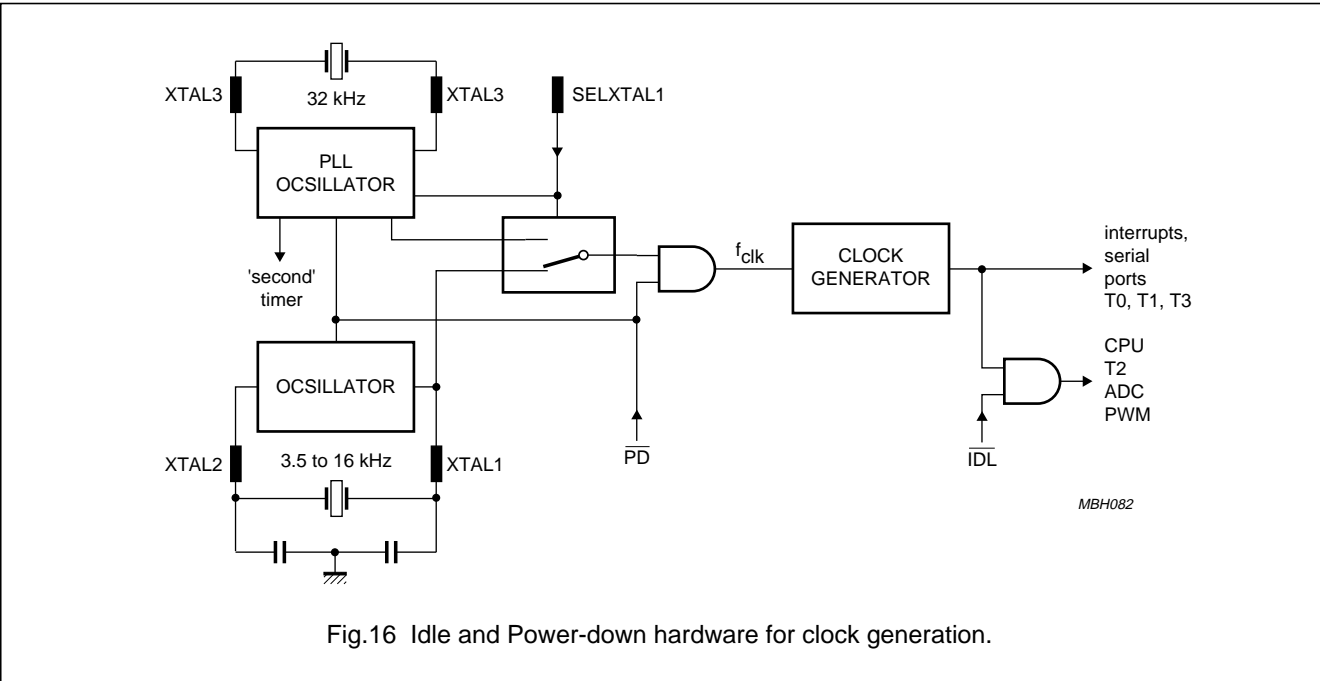 XTAL3
32 kHz
XTAL3
SELXTAL1
PLL
OCSILLATOR
'second'
timer
f_clk
CLOCK
GENERATOR
interrupts,
serial
ports
T0, T1, T3
CPU
T2
ADC
PWM
OCSILLATOR
XTAL2
3.5 to 16 kHz
XTAL1
PD
IDL
MBH082
Fig.16 Idle and Power-down hardware for clock generation.